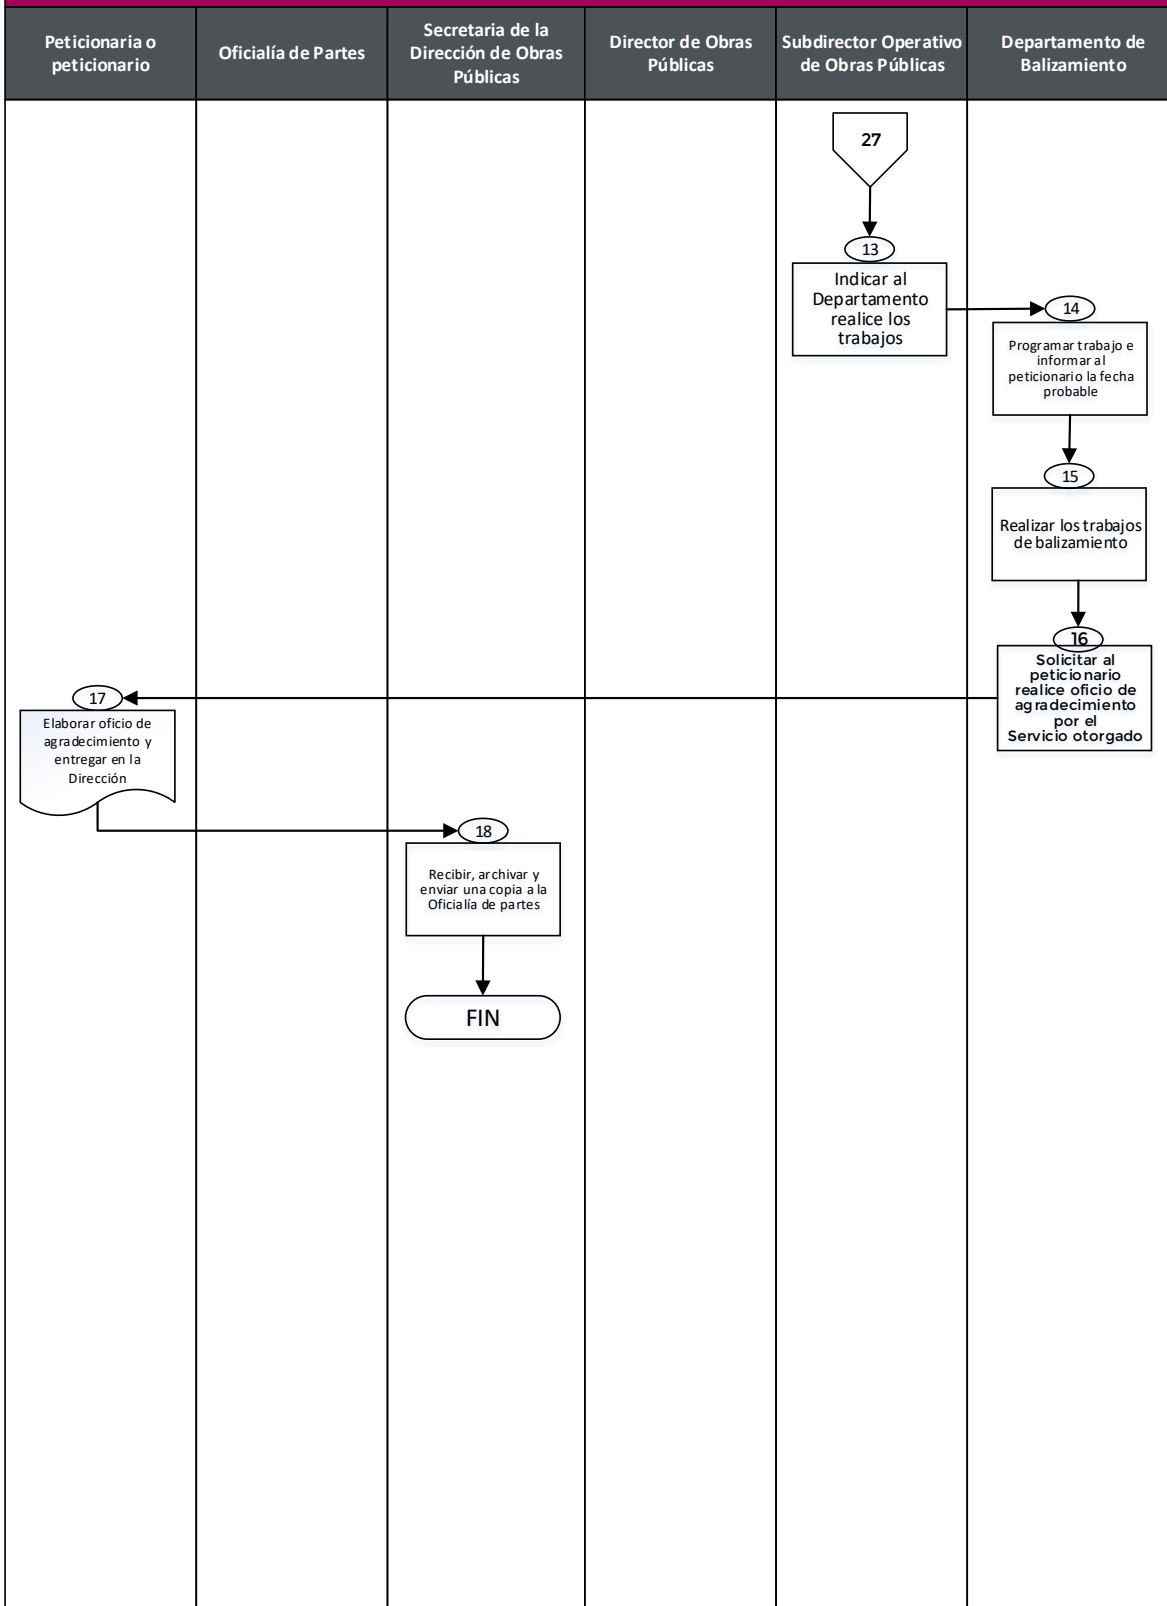 Peticionaria o
peticionario
Oficialía de Partes
Secretaria de la
Dirección de Obras
Públicas
Director de Obras
Públicas
Subdirector Operativo
de Obras Públicas
Departamento de
Balizamiento
27
13
Indicar al
Departamento
realice los
trabajos
14
Programar trabajo e
informar al
peticionario la fecha
probable
15
Realizar los trabajos
de balizamiento
16
Solicitar al
peticionario
realice oficio de
agradecimiento
por el
Servicio otorgado
17
Elaborar oficio de
agradecimiento y
entregar en la
Dirección
18
Recibir, archivar y
enviar una copia a la
Oficialía de partes
FIN